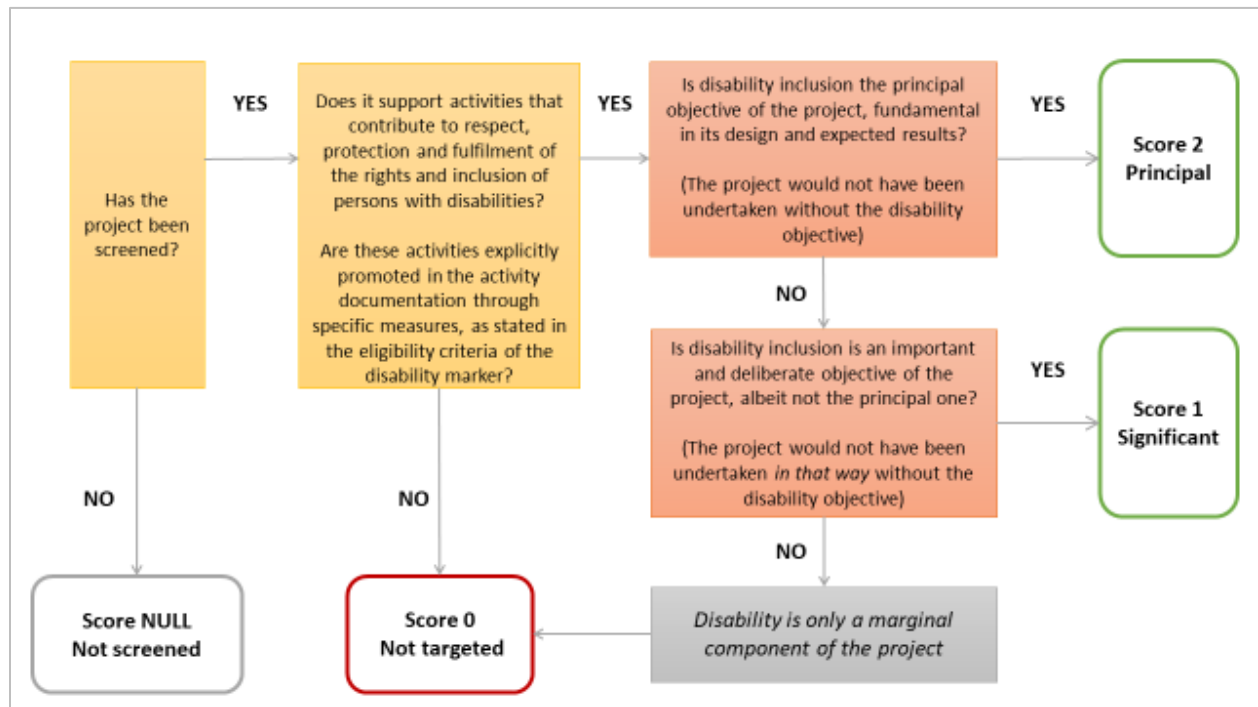 Has the
project been
screened?
YES
NO
Score NULL
Not screened
Does it support activities that
contribute to respect,
protection and fulfilment of
the rights and inclusion of
persons with disabilities?
Are these activities explicitly
promoted in the activity
documentation through
specific measures, as stated in
the eligibility criteria of the
disability marker?
YES
NO
Score 0
Not targeted
Is disability inclusion the principal
objective of the project, fundamental
in its design and expected results?
(The project would not have been
undertaken without the disability
objective)
YES
Score 2
Principal
NO
Is disability inclusion is an important
and deliberate objective of the
project, albeit not the principal one?
(The project would not have been
undertaken in that way without the
disability objective)
YES
Score 1
Significant
NO
Disability is only a marginal
component of the project